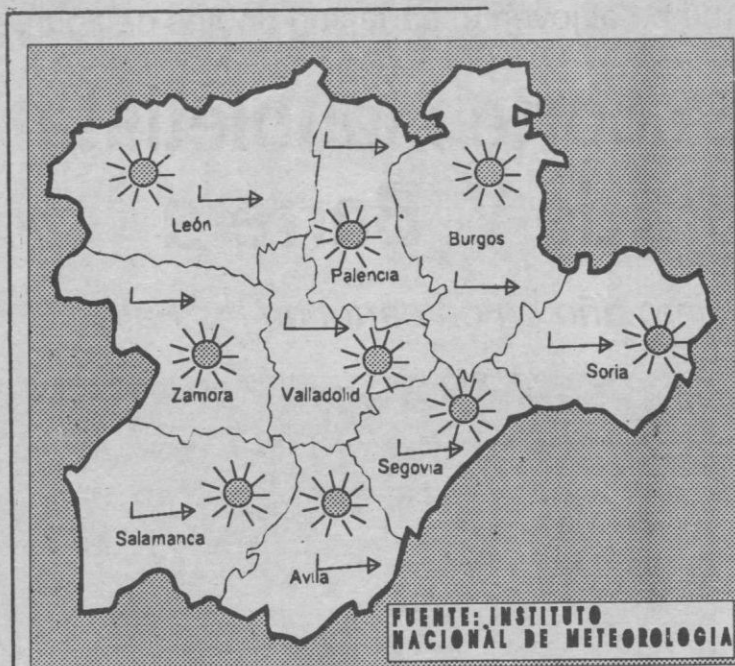 León
Burgos
Palencia
Soria
Zamora
Valladolid
Segovia
Salamanca
Avila
FUENTE: INSTITUTO
NACIONAL DE METEOROLOGIA